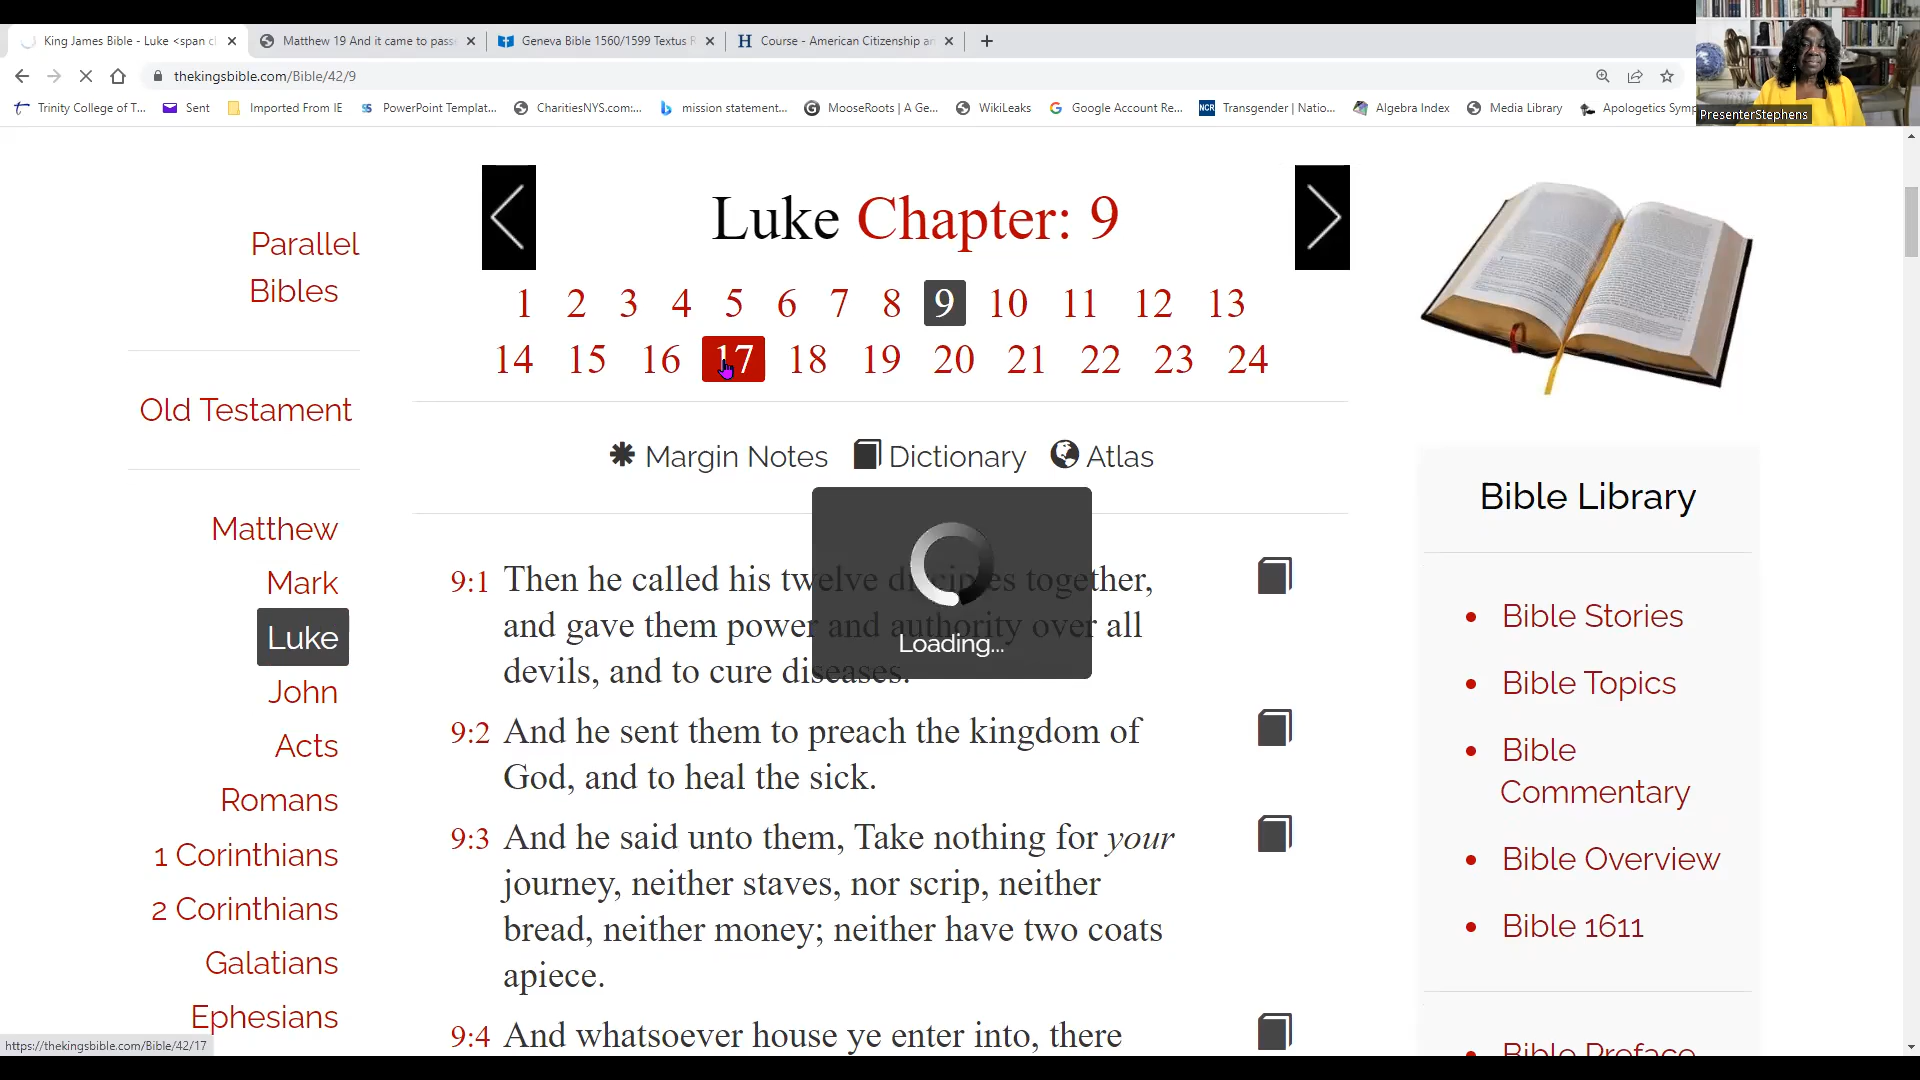 King James Bible - Luke <span c
Matthew 19 And it came to pass
Geneva Bible 1560/1599 Textus R
Course - American Citizenship an
thekingsbible.com/Bible/42/9
Trinity College of T...
Sent
Imported From IE
PowerPoint Templat...
CharitiesNYS.com:...
mission statement...
MooseRoots | A Ge...
WikiLeaks
Google Account Re...
NCR Transgender | Natio...
Algebra Index
Media Library
Apologetics Symp
PresenterStephens
Luke Chapter: 9
1 2 3 4 5 6 7 8 9 10 11 12 13
14 15 16 17 18 19 20 21 22 23 24
Margin Notes Dictionary Atlas
Parallel
Bibles
Old Testament
Matthew
Mark
Luke
John
Acts
Romans
1 Corinthians
2 Corinthians
Galatians
Ephesians
9:1 Then he called his twelve disciples together,
and gave them power and authority over all
devils, and to cure diseases.
Loading...
9:2 And he sent them to preach the kingdom of
God, and to heal the sick.
9:3 And he said unto them, Take nothing for your
journey, neither staves, nor scrip, neither
bread, neither money; neither have two coats
apiece.
9:4 And whatsoever house ye enter into, there
Bible Library
Bible Stories
Bible Topics
Bible
Commentary
Bible Overview
Bible 1611
Bible Preface
https://thekingsbible.com/Bible/42/17